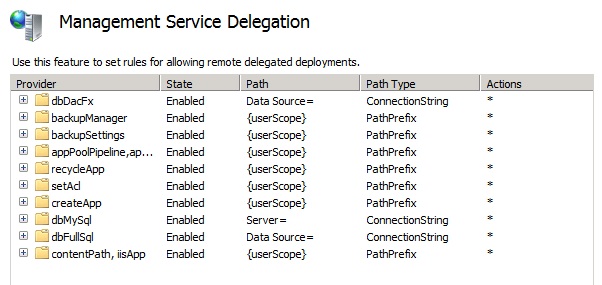 Management Service Delegation
Use this feature to set rules for allowing remote delegated deployments.
Provider State Path Path Type Actions
dbDacFx Enabled Data Source= ConnectionString *
backupManager Enabled {userScope} PathPrefix *
backupSettings Enabled {userScope} PathPrefix *
appPoolPipeline,ap... Enabled {userScope} PathPrefix *
recycleApp Enabled {userScope} PathPrefix *
setAcl Enabled {userScope} PathPrefix *
createApp Enabled {userScope} PathPrefix *
dbMySql Enabled Server= ConnectionString *
dbFullSql Enabled Data Source= ConnectionString *
contentPath, iisApp Enabled {userScope} PathPrefix *